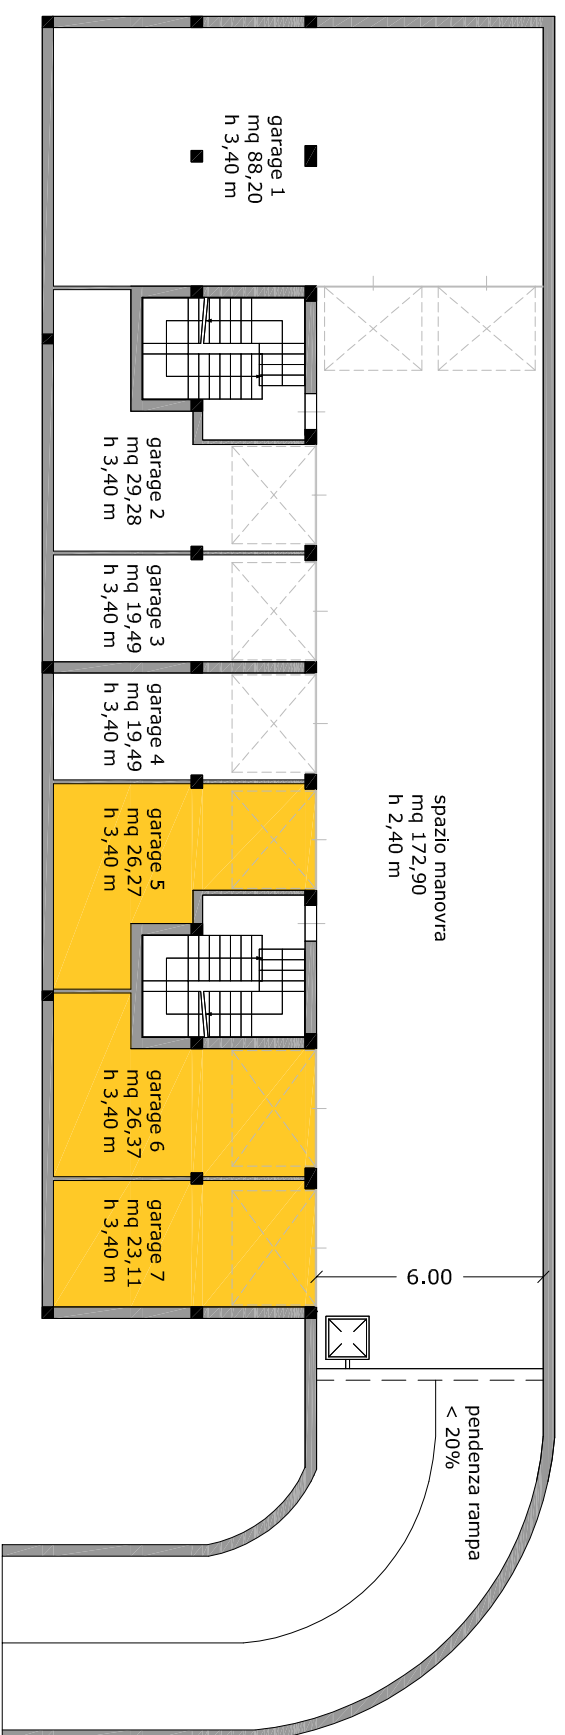 garage 1
mq 88,20
h 3,40 m
garage 2
mq 29,28
h 3,40 m
garage 3
mq 19,49
h 3,40 m
garage 4
mq 19,49
h 3,40 m
spazio manovra
mq 172,90
h 2,40 m
garage 5
mq 26,27
h 3,40 m
garage 6
mq 26,37
h 3,40 m
garage 7
mq 23,11
h 3,40 m
6.00
pendenza rampa
< 20%